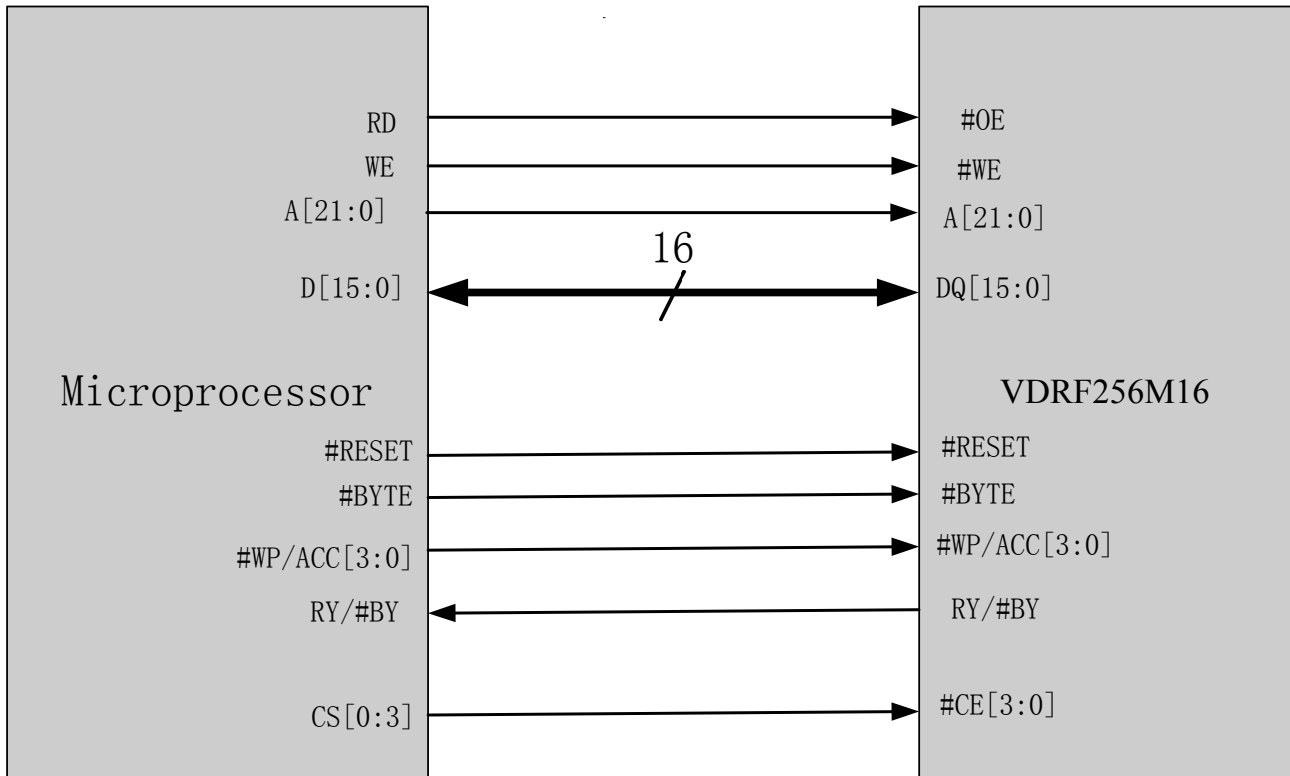 RD #OE
WE #WE
A[21:0] A[21:0]
16
D[15:0] DQ[15:0]
Microprocessor VDRF256M16
#RESET #RESET
#BYTE #BYTE
#WP/ACC[3:0] #WP/ACC[3:0]
RY/#BY RY/#BY
CS[0:3] #CE[3:0]